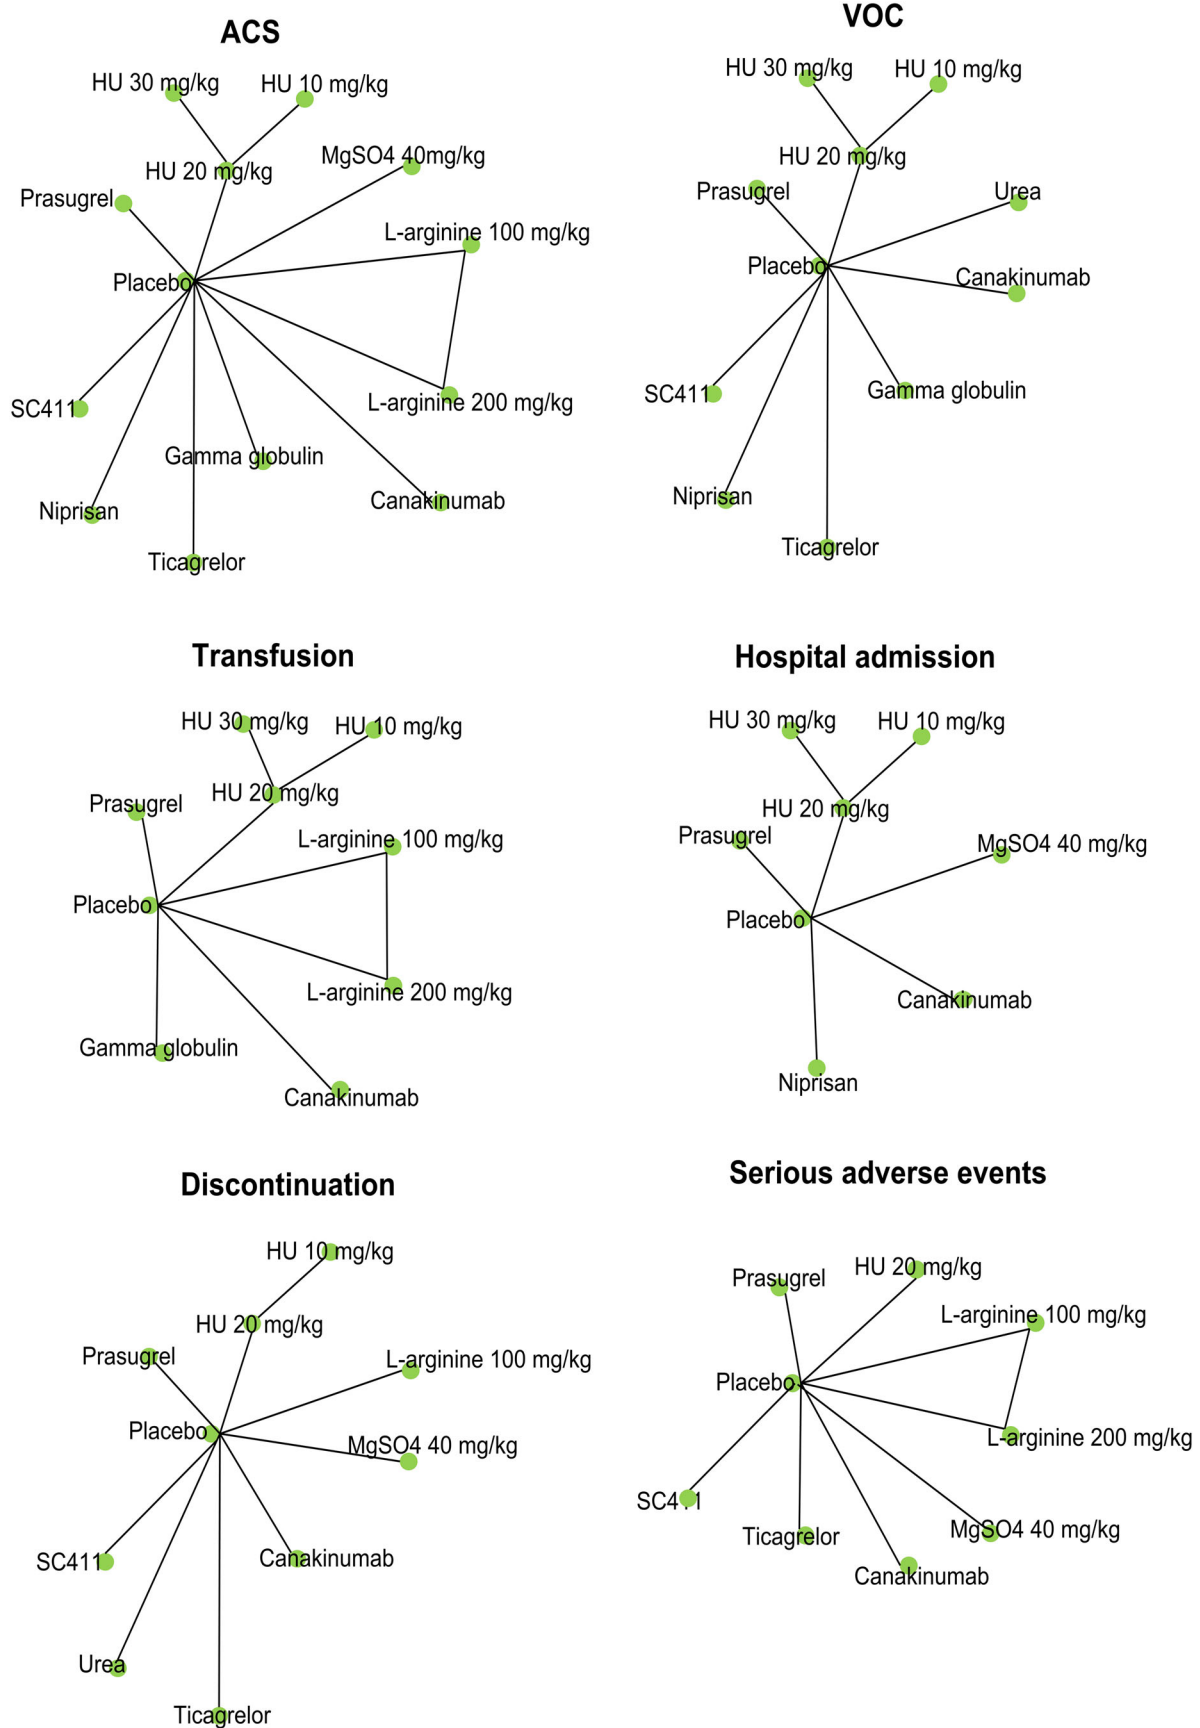 ACS
HU 30 mg/kg
HU 10 mg/kg
HU 20 mg/kg
MgSO4 40mg/kg
Prasugrel
L-arginine 100 mg/kg
Placebo
L-arginine 200 mg/kg
SC411
Gamma globulin
Canakinumab
Niprisan
Ticagrelor
VOC
HU 30 mg/kg
HU 10 mg/kg
HU 20 mg/kg
Prasugrel
Urea
Placebo
Canakinumab
SC411
Gamma globulin
Niprisan
Ticagrelor
Transfusion
HU 30 mg/kg
HU 10 mg/kg
HU 20 mg/kg
Prasugrel
L-arginine 100 mg/kg
Placebo
L-arginine 200 mg/kg
Gamma globulin
Canakinumab
Hospital admission
HU 30 mg/kg
HU 10 mg/kg
HU 20 mg/kg
Prasugrel
MgSO4 40 mg/kg
Placebo
Canakinumab
Niprisan
Discontinuation
HU 10 mg/kg
HU 20 mg/kg
Prasugrel
L-arginine 100 mg/kg
Placebo
MgSO4 40 mg/kg
SC411
Canakinumab
Urea
Ticagrelor
Serious adverse events
HU 20 mg/kg
Prasugrel
L-arginine 100 mg/kg
Placebo
L-arginine 200 mg/kg
SC411
MgSO4 40 mg/kg
Ticagrelor
Canakinumab